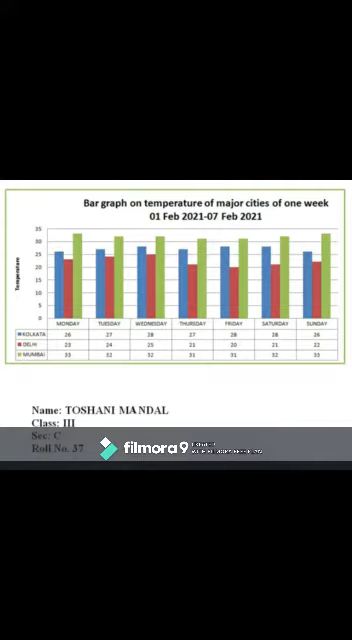 Bar graph on temperature of major cities of one week
01 Feb 2021-07 Feb 2021
Temperature
35
30
25
20
15
10
5
0
MONDAY TUESDAY WEDNESDAY THURSDAY FRIDAY SATURDAY SUNDAY
KOLKATA 26 27 28 27 28 28 26
DELHI 23 24 25 21 20 21 22
MUMBAI 33 32 32 31 31 32 33
Name: TOSHANI MANDAL
Class: III
Sec: C
Roll No. 37
filmora9